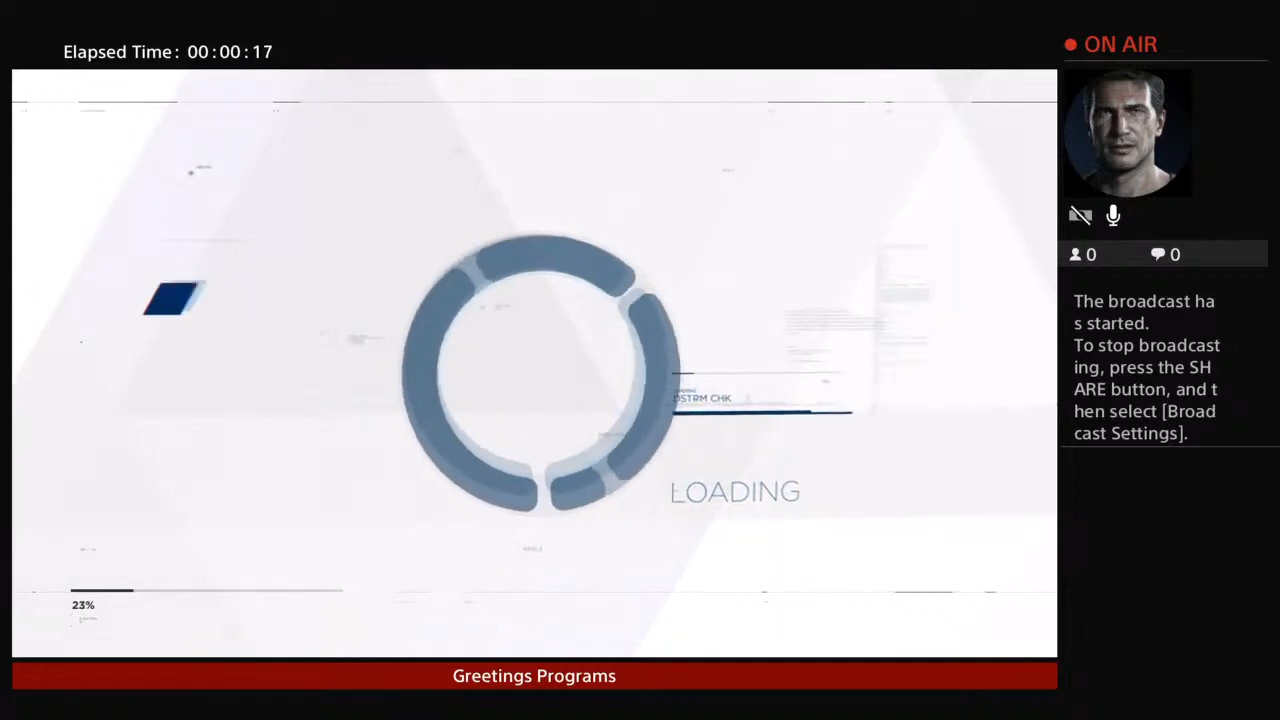 Elapsed Time: 00:00:17
ON AIR
0 0
The broadcast ha
s started.
To stop broadcast
ing, press the SH
ARE button, and t
hen select [Broad
cast Settings].
DSTRM CHK
LOADING
23%
Greetings Programs